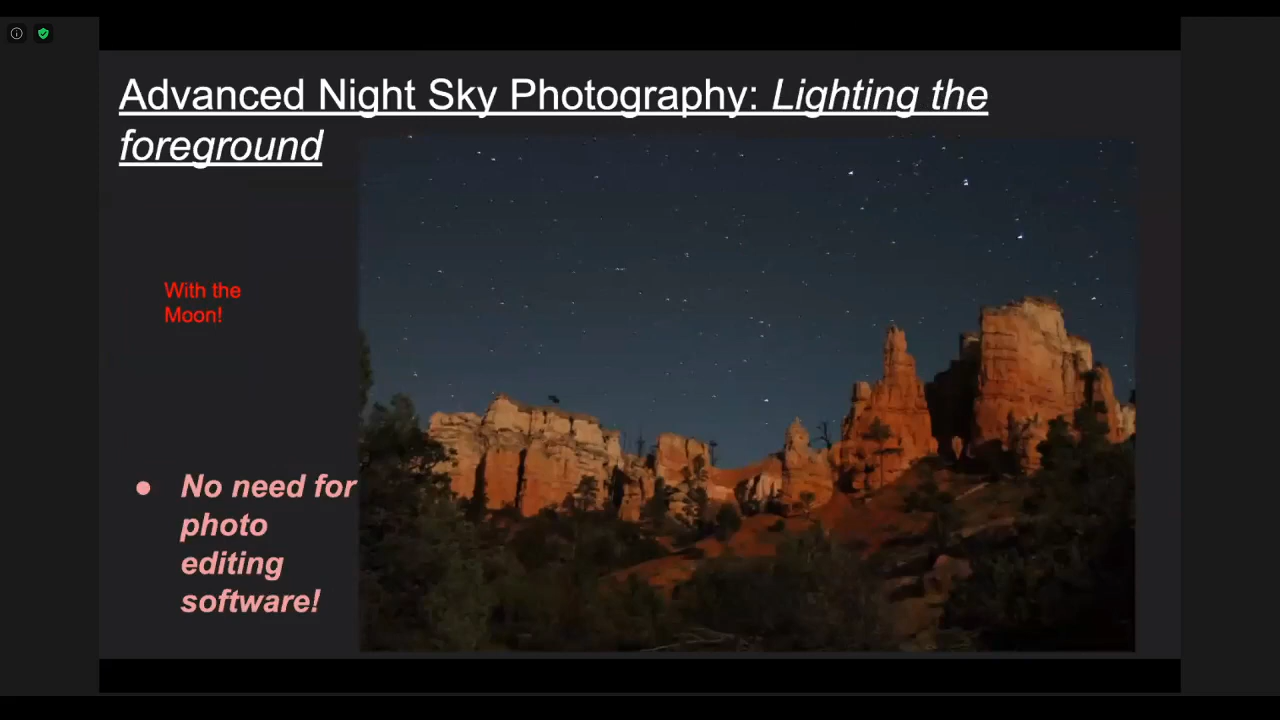 Advanced Night Sky Photography: Lighting the
foreground
With the
Moon!
● No need for
photo
editing
software!